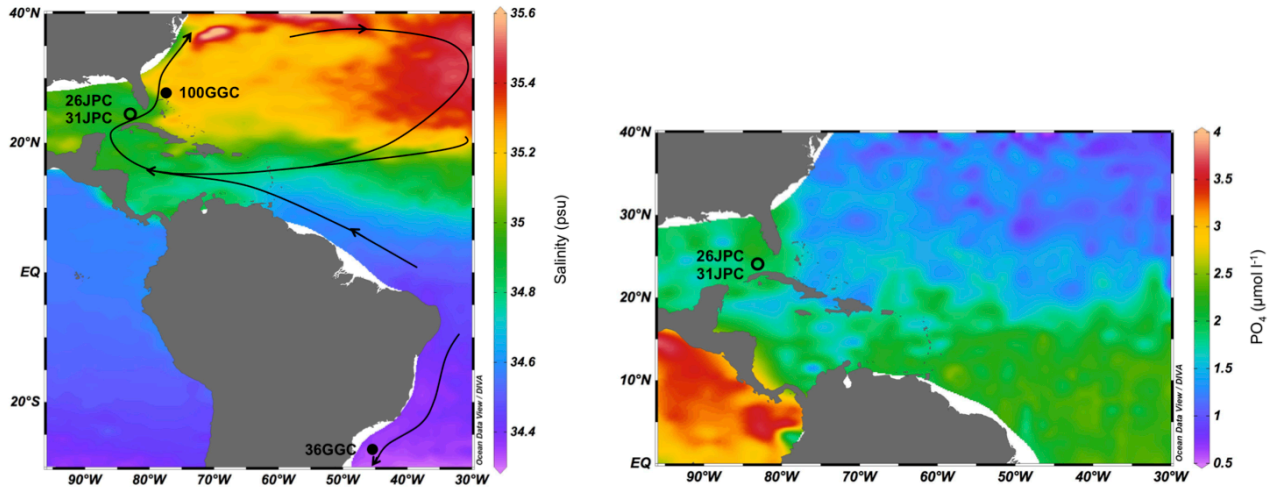 40°N
20°N
EQ
20°S
90°W
80°W
70°W
60°W
50°W
40°W
30°W
26JPC
31JPC
100GGC
36GGC
Ocean Data View / DIVA
35.6
35.4
35.2
35
34.8
34.6
34.4
Salinity (psu)
40°N
30°N
20°N
10°N
EQ
90°W
80°W
70°W
60°W
50°W
40°W
30°W
26JPC
31JPC
Ocean Data View / DIVA
4
3.5
3
2.5
2
1.5
1
0.5
PO₄ (μmol l⁻¹)